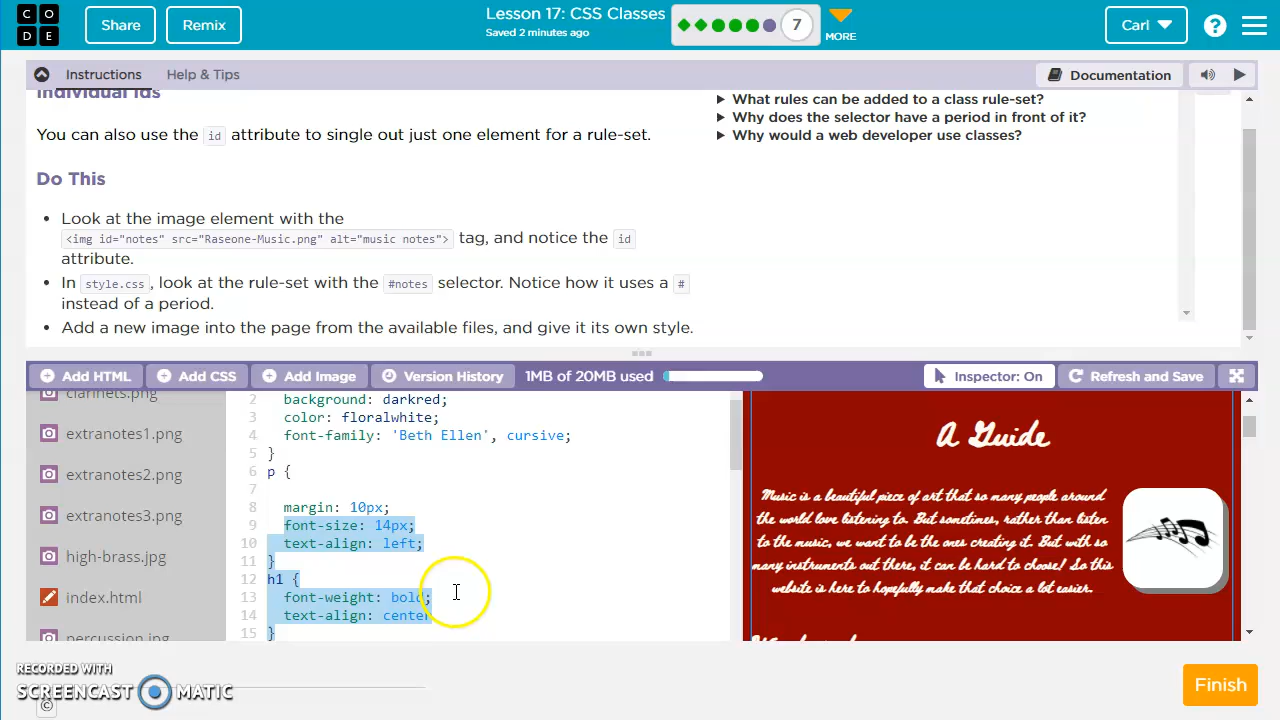 C O
D E
Share
Remix
Lesson 17: CSS Classes
Saved 2 minutes ago
7
MORE
Carl
?
Instructions
Help & Tips
Documentation
Individual Ids
You can also use the id attribute to single out just one element for a rule-set.
Do This
• Look at the image element with the
<img id="notes" src="Raseone-Music.png" alt="music notes"> tag, and notice the id
attribute.
• In style.css, look at the rule-set with the #notes selector. Notice how it uses a #
instead of a period.
• Add a new image into the page from the available files, and give it its own style.
What rules can be added to a class rule-set?
Why does the selector have a period in front of it?
Why would a web developer use classes?
Add HTML
Add CSS
Add Image
Version History
1MB of 20MB used
Inspector: On
Refresh and Save
clarinets.png
extranotes1.png
extranotes2.png
extranotes3.png
high-brass.jpg
index.html
percussion.jpg
2 background: darkred;
3 color: floralwhite;
4 font-family: 'Beth Ellen', cursive;
5 }
6 p {
7
8 margin: 10px;
9 font-size: 14px;
10 text-align: left;
11 }
12 h1 {
13 font-weight: bold;
14 text-align: center
15 }
A Guide
Music is a beautiful piece of art that so many people around
the world love listening to. But sometimes, rather than listen
to the music, we want to be the ones creating it. But with so
many instruments out there, it can be hard to choose! So this
website is here to hopefully make that choice a lot easier.
RECORDED WITH
SCREENCAST MATIC
©
Finish